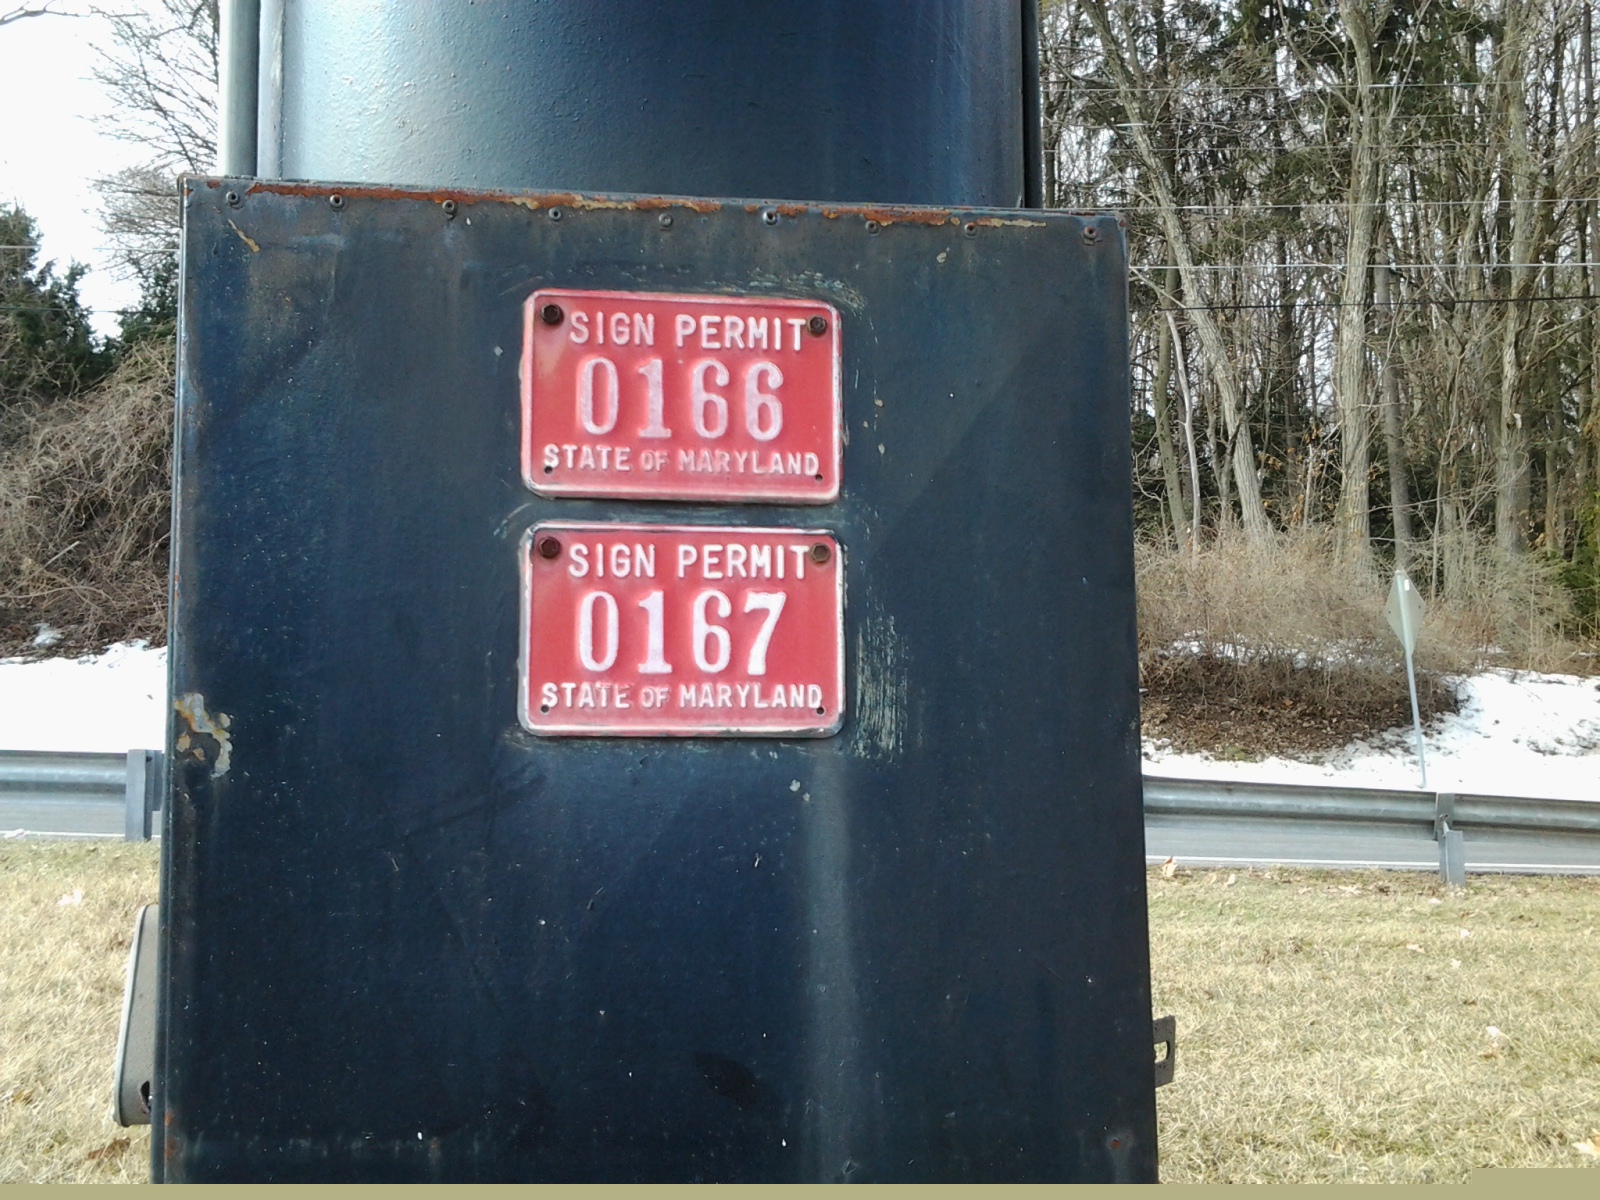 SIGN PERMIT
0166
STATE OF MARYLAND
SIGN PERMIT
0167
STATE OF MARYLAND